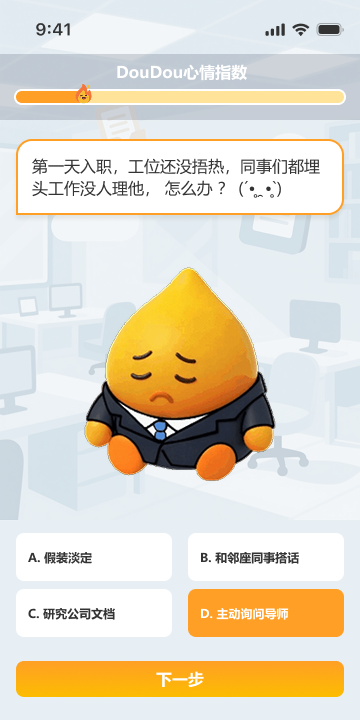 9:41
DouDou心情指数
第一天入职，工位还没捂热，同事们都埋
头工作没人理他， 怎么办 ？ (´•̥ ̯ •̥`)
A. 假装淡定
B. 和邻座同事搭话
C. 研究公司文档
D. 主动询问导师
下一步